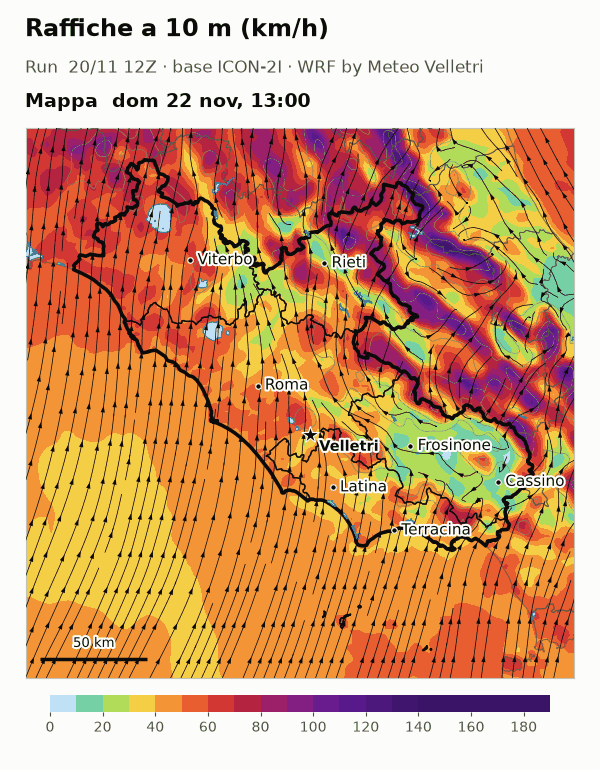 Raffiche a 10 m (km/h)
Run 20/11 12Z · base ICON-2I · WRF by Meteo Velletri
Mappa dom 22 nov, 13:00
Viterbo
Rieti
Roma
Velletri
Frosinone
Cassino
Latina
Terracina
50 km
0 20 40 60 80 100 120 140 160 180